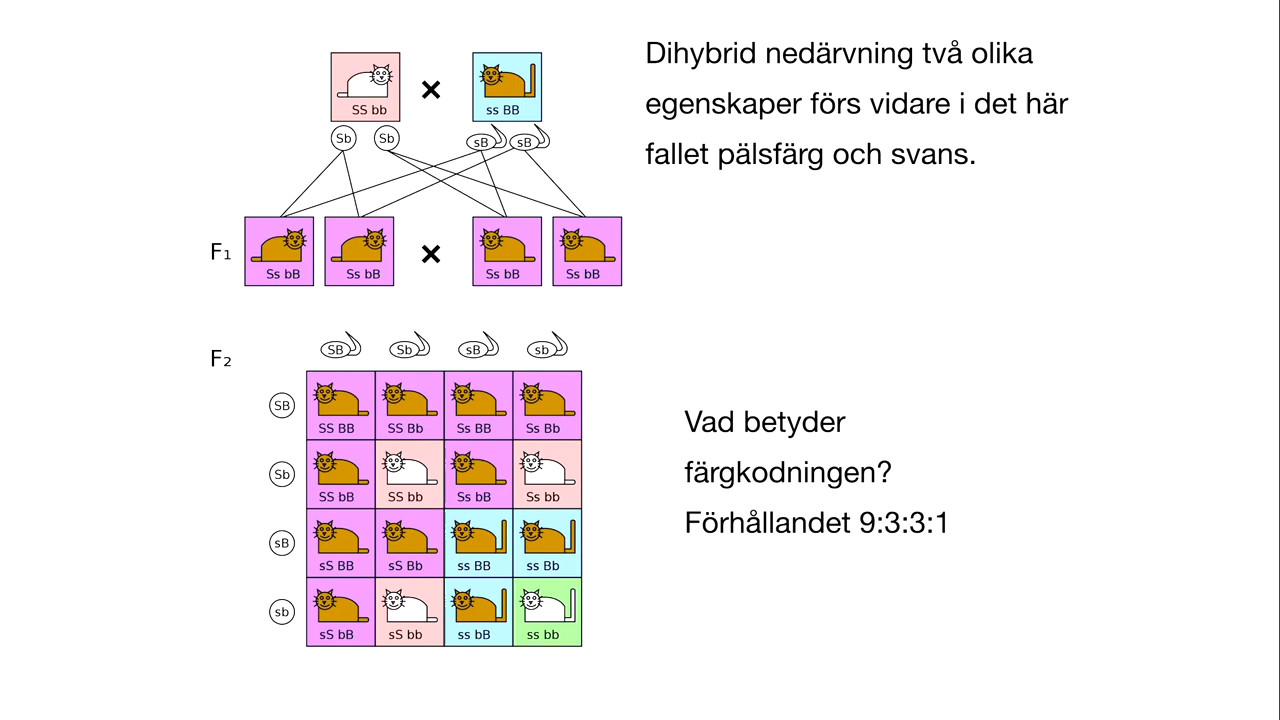 Dihybrid nedärvning två olika
egenskaper förs vidare i det här
fallet pälsfärg och svans.
SS bb
ss BB
Sb Sb sB sB
F₁
Ss bB Ss bB Ss bB Ss bB
F₂
SB Sb sB sb
SB
SS BB SS Bb Ss BB Ss Bb
Sb
SS bB SS bb Ss bB Ss bb
sB
sS BB sS Bb ss BB ss Bb
sb
sS bB sS bb ss bB ss bb
Vad betyder
färgkodningen?
Förhållandet 9:3:3:1